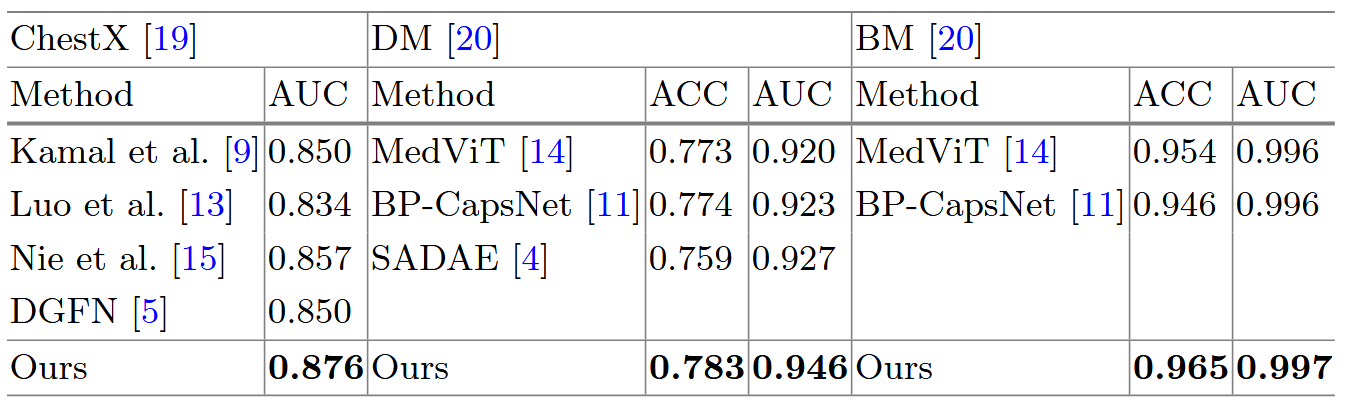 ChestX [19] DM [20] BM [20]
Method AUC Method ACC AUC Method ACC AUC
Kamal et al. [9] 0.850 MedViT [14] 0.773 0.920 MedViT [14] 0.954 0.996
Luo et al. [13] 0.834 BP-CapsNet [11] 0.774 0.923 BP-CapsNet [11] 0.946 0.996
Nie et al. [15] 0.857 SADAE [4] 0.759 0.927
DGFN [5] 0.850
Ours 0.876 Ours 0.783 0.946 Ours 0.965 0.997